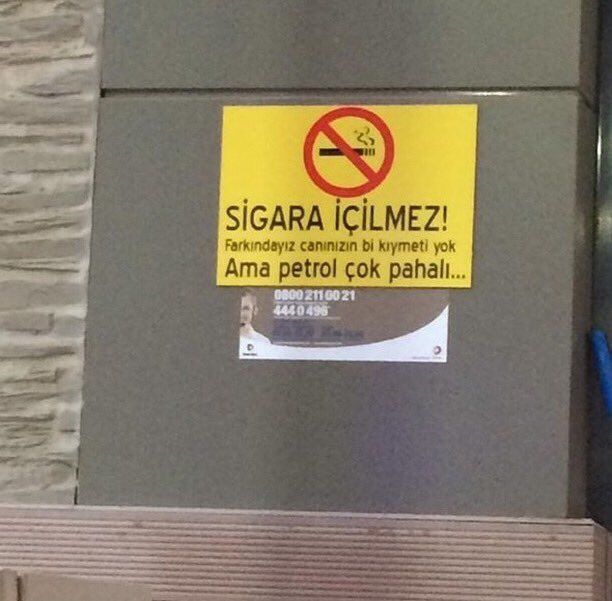 SİGARA İÇİLMEZ!
Farkındayız canınızın bi kıymeti yok
Ama petrol çok pahalı...
0800 211 00 21
444 0 496